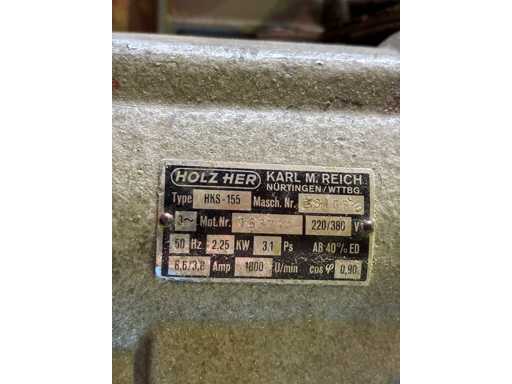 HOLZ HER KARL M. REICH
NÜRTINGEN/WTTBG.
Type HKS-155 Masch. Nr.
3~ Mot.Nr. 220/380 V
50 Hz 2,25 KW 3,1 Ps AB 40% ED
6,6/3,8 Amp 1800 U/min cos φ 0,90